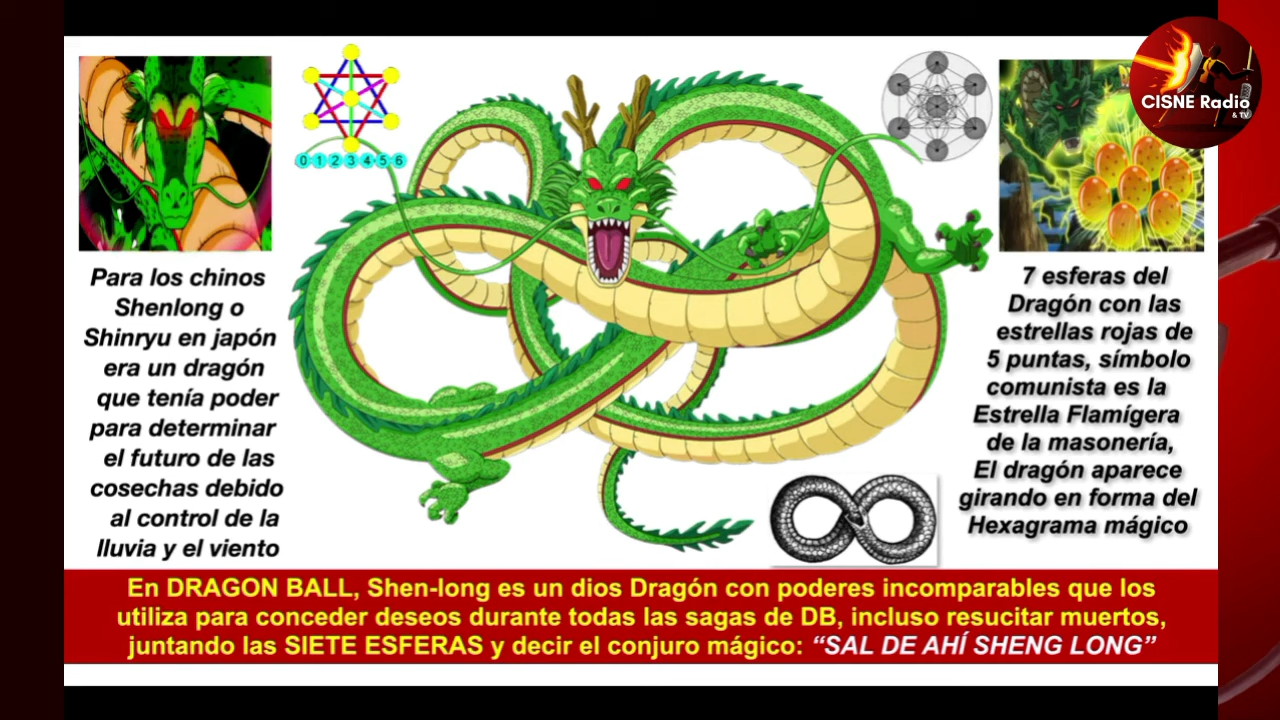 CISNE Radio
& TV
0 1 2 3 4 5 6
Para los chinos
Shenlong o
Shinryu en japón
era un dragón
que tenía poder
para determinar
el futuro de las
cosechas debido
al control de la
lluvia y el viento
7 esferas del
Dragón con las
estrellas rojas de
5 puntas, símbolo
comunista es la
Estrella Flamígera
de la masonería,
El dragón aparece
girando en forma del
Hexagrama mágico
En DRAGON BALL, Shen-long es un dios Dragón con poderes incomparables que los
utiliza para conceder deseos durante todas las sagas de DB, incluso resucitar muertos,
juntando las SIETE ESFERAS y decir el conjuro mágico: “SAL DE AHÍ SHENG LONG”